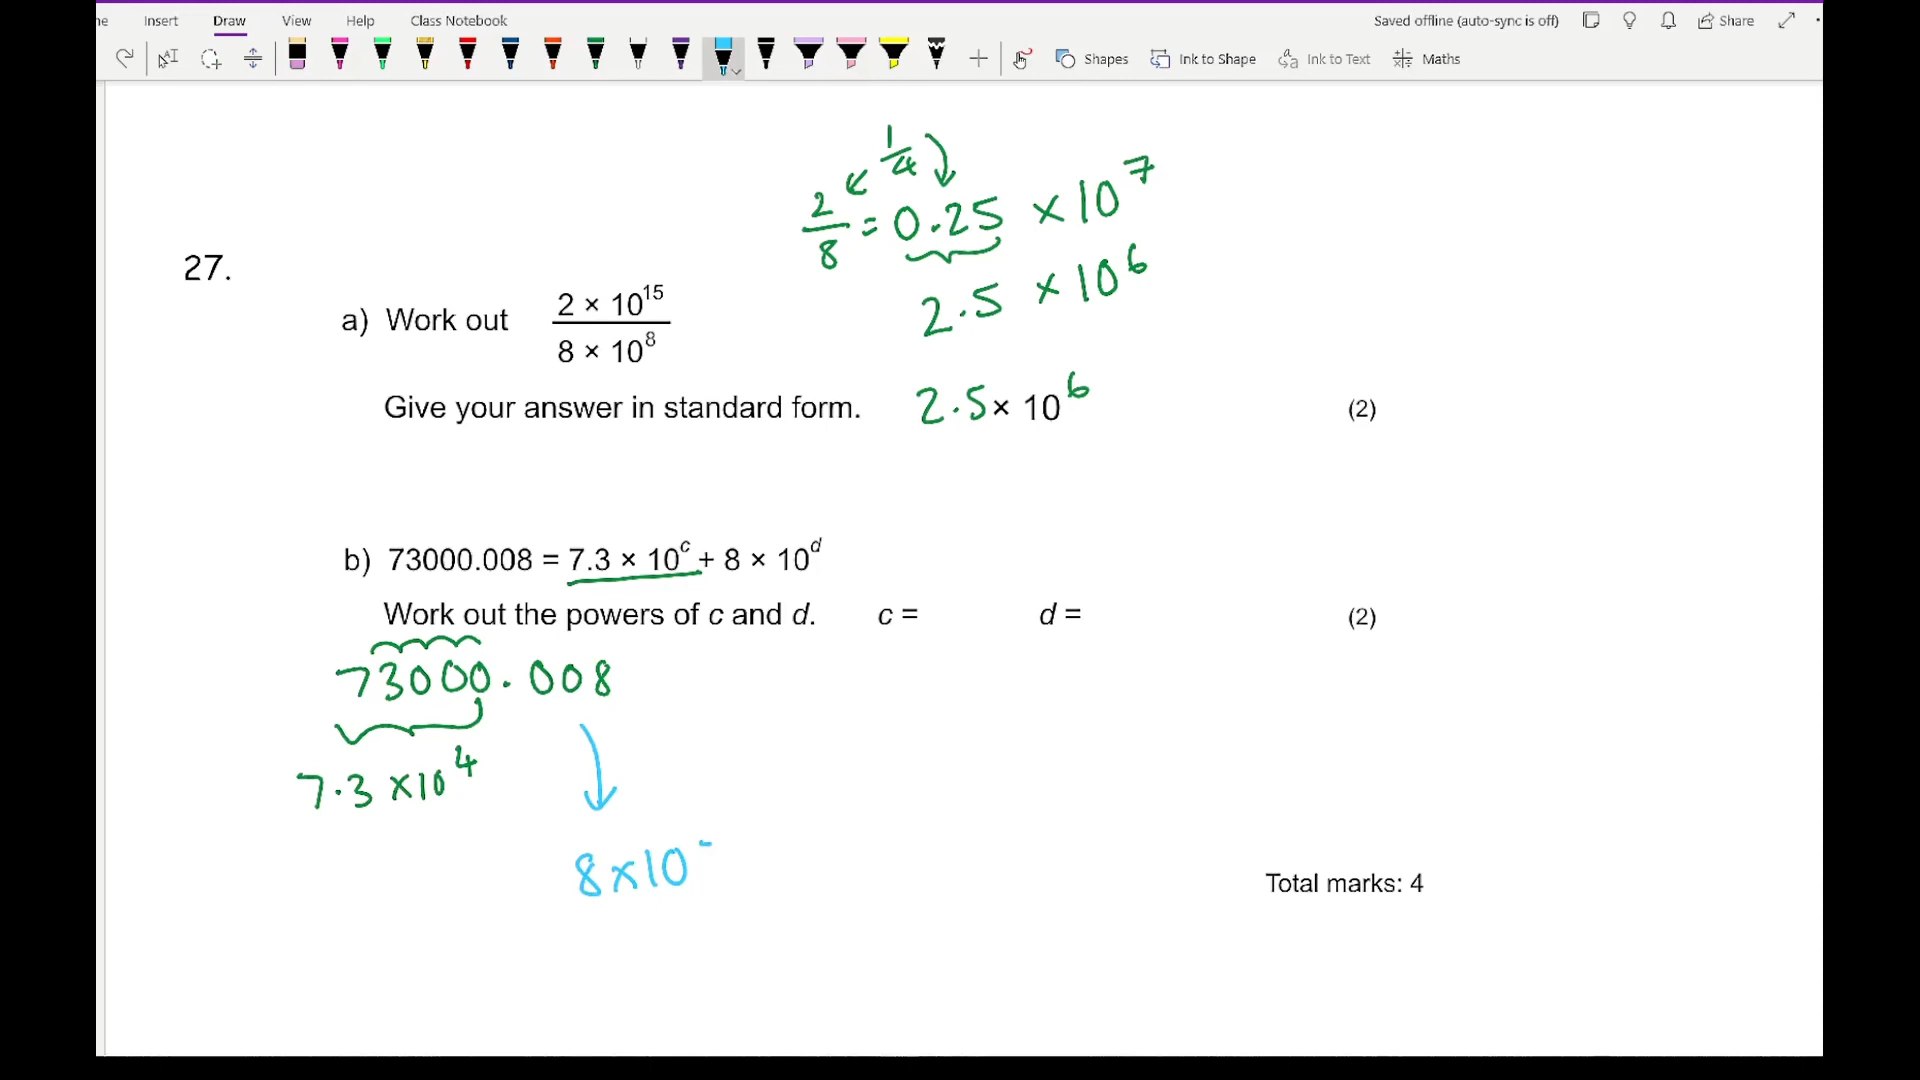 Insert Draw View Help Class Notebook Saved offline (auto-sync is off) Share
Shapes Ink to Shape Ink to Text Maths
1/4
2/8 = 0.25 × 10^7
2.5 × 10^6
27.
a) Work out 2 × 10^15 / 8 × 10^8
Give your answer in standard form. 2.5 × 10^6 (2)
b) 73000.008 = 7.3 × 10^c + 8 × 10^d
Work out the powers of c and d. c = d = (2)
73000.008
7.3 × 10^4
8 × 10^-
Total marks: 4